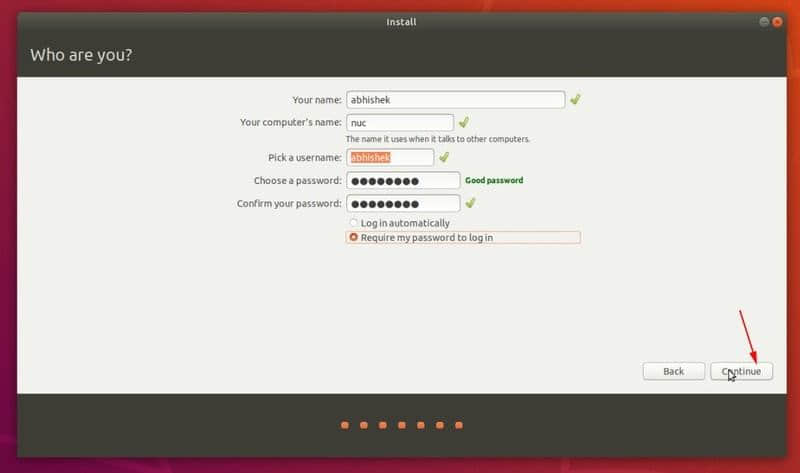 Install
Who are you?
Your name: abhishek
Your computer's name: nuc
The name it uses when it talks to other computers.
Pick a username: abhishek
Choose a password: ●●●●●●●● Good password
Confirm your password: ●●●●●●●●
Log in automatically
Require my password to log in
Back Continue